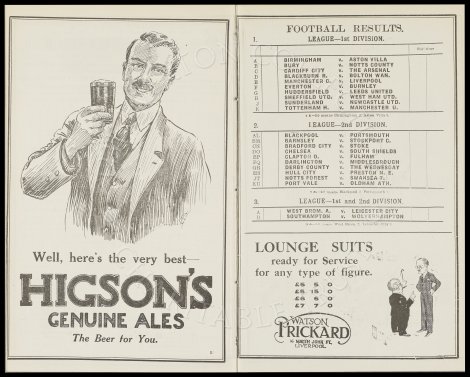 Well, here's the very best—
HIGSON'S
GENUINE ALES
The Beer for You.
FOOTBALL RESULTS.
1. LEAGUE—1st DIVISION.
A BIRMINGHAM v. ASTON VILLA
B BURY v. NOTTS COUNTY
C CARDIFF CITY v. THE ARSENAL
D BLACKBURN R. v. BOLTON WAN.
E MANCHESTER C. v. LIVERPOOL
F EVERTON v. BURNLEY
G HUDDERSFIELD v. LEEDS UNITED
H SHEFFIELD UTD. v. WEST HAM UTD.
J SUNDERLAND v. NEWCASTLE UTD.
K TOTTENHAM H. v. MANCHESTER U.
2. LEAGUE—2nd DIVISION.
BLACKPOOL v. PORTSMOUTH
BARNSLEY v. STOCKPORT C.
BRADFORD CITY v. STOKE
CHELSEA v. SOUTH SHIELDS
CLAPTON O. v. FULHAM
DARLINGTON v. MIDDLESBROUGH
DERBY COUNTY v. THE WEDNESDAY
HULL CITY v. PRESTON N. E.
NOTTS FOREST v. SWANSEA T.
PORT VALE v. OLDHAM ATH.
3. LEAGUE—1st and 2nd DIVISION.
WEST BROM. A. v. LEICESTER CITY
SOUTHAMPTON v. WOLVERHAMPTON
LOUNGE SUITS
ready for Service
for any type of figure.
£5 5 0
£5 15 0
£6 6 0
£7 7 0
WATSON
PRICKARD
16 NORTH JOHN ST,
LIVERPOOL.